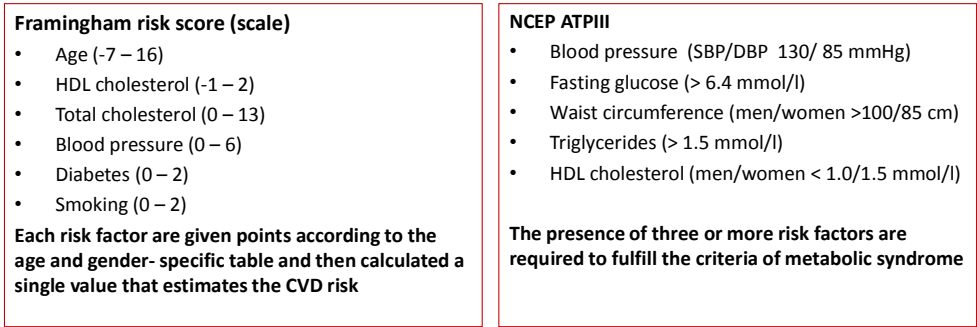 Framingham risk score (scale)
• Age (-7 – 16)
• HDL cholesterol (-1 – 2)
• Total cholesterol (0 – 13)
• Blood pressure (0 – 6)
• Diabetes (0 – 2)
• Smoking (0 – 2)
Each risk factor are given points according to the
age and gender- specific table and then calculated a
single value that estimates the CVD risk
NCEP ATPIII
• Blood pressure (SBP/DBP 130/ 85 mmHg)
• Fasting glucose (> 6.4 mmol/l)
• Waist circumference (men/women >100/85 cm)
• Triglycerides (> 1.5 mmol/l)
• HDL cholesterol (men/women < 1.0/1.5 mmol/l)
The presence of three or more risk factors are
required to fulfill the criteria of metabolic syndrome